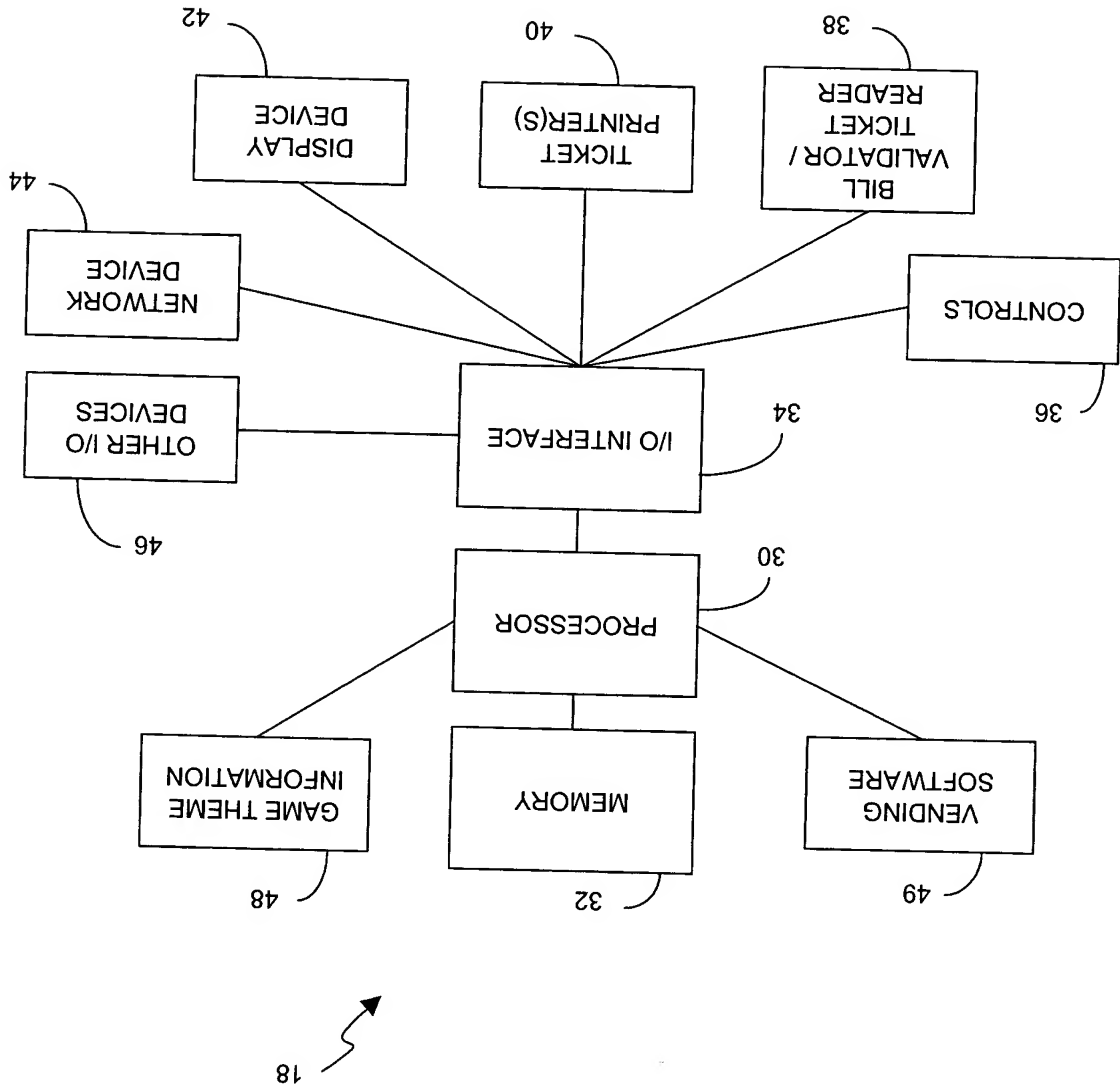 18
49
32
48
VENDING
SOFTWARE
MEMORY
GAME THEME
INFORMATION
30
PROCESSOR
46
34
I/O INTERFACE
OTHER I/O
DEVICES
36
CONTROLS
NETWORK
DEVICE
44
BILL
VALIDATOR /
TICKET
READER
TICKET
PRINTER(S)
DISPLAY
DEVICE
38
40
42